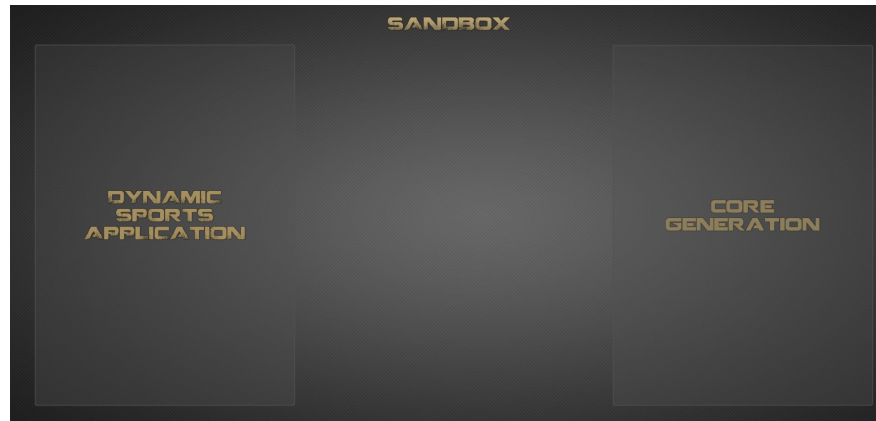 SANDBOX
DYNAMIC
SPORTS
APPLICATION
CORE
GENERATION